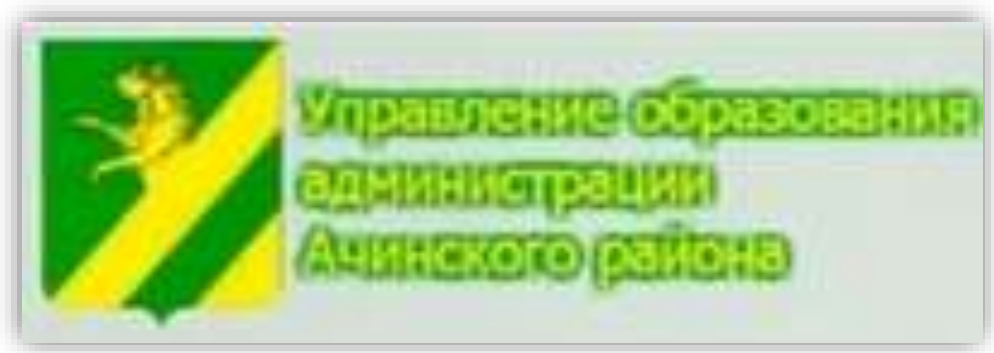 Управление образования
администрации
Ачинского района